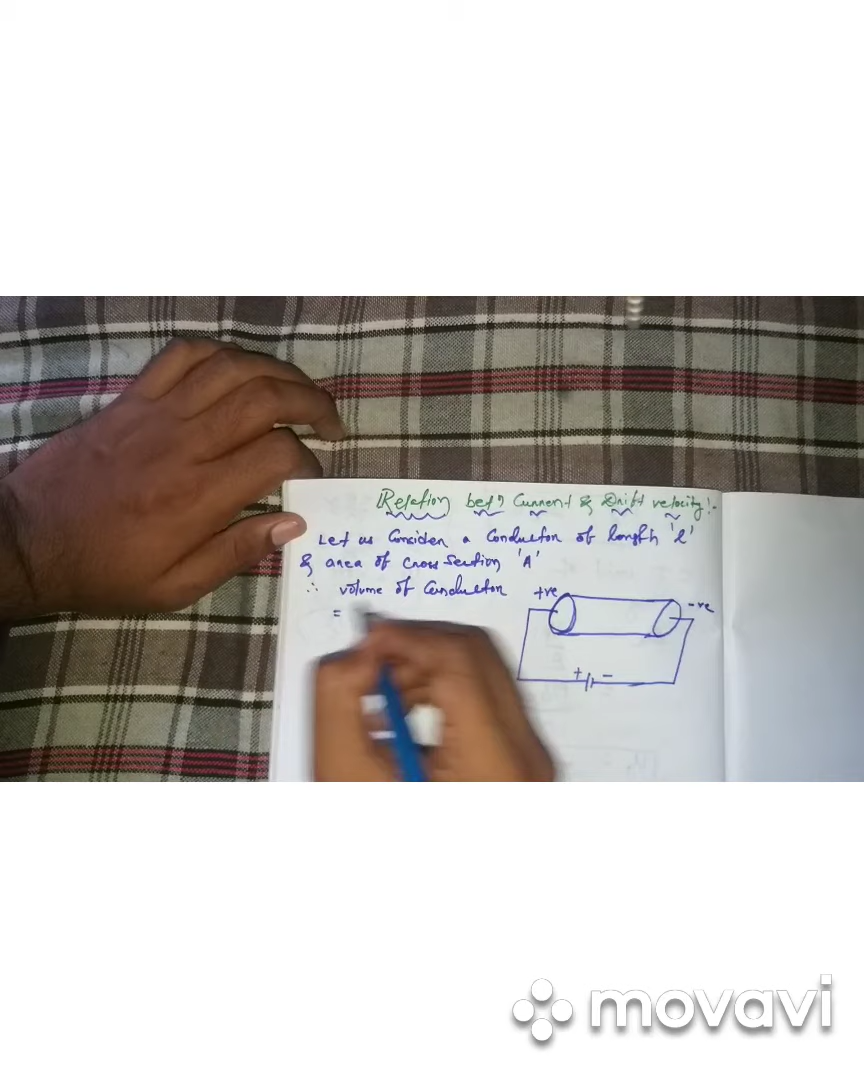 Relation betn Current & Drift velocity :-
Let us Consider a Conductor of length 'l'
& area of cross section 'A'
∴ volume of Conductor
=
+ve
-ve
+ -
movavi